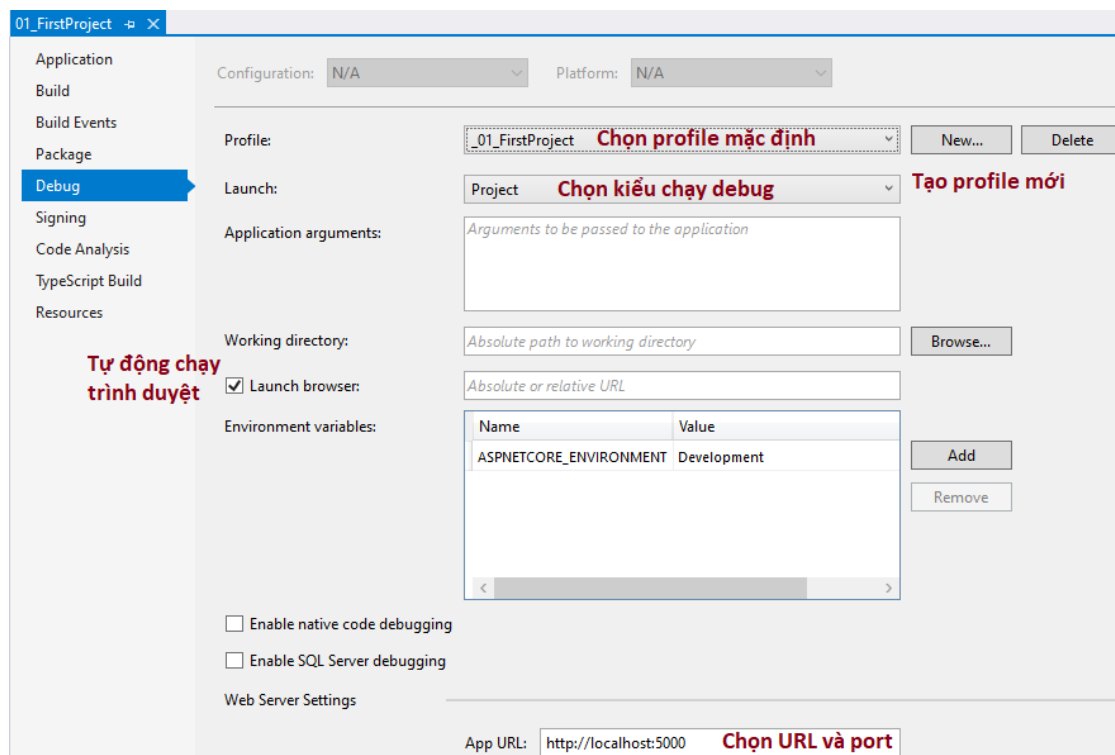 01_FirstProject
Application
Build
Build Events
Package
Debug
Signing
Code Analysis
TypeScript Build
Resources
Configuration: N/A Platform: N/A
Profile: _01_FirstProject Chọn profile mặc định New... Delete
Launch: Project Chọn kiểu chạy debug Tạo profile mới
Application arguments: Arguments to be passed to the application
Working directory: Absolute path to working directory Browse...
Tự động chạy
trình duyệt
Launch browser: Absolute or relative URL
Environment variables: Name Value
ASPNETCORE_ENVIRONMENT Development Add
Remove
Enable native code debugging
Enable SQL Server debugging
Web Server Settings
App URL: http://localhost:5000 Chọn URL và port